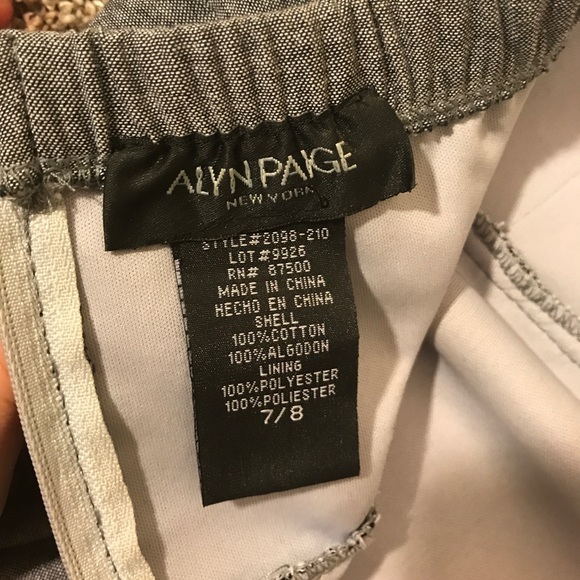 ALYN PAIGE
NEW YORK
STYLE#2098-210
LOT#9926
RN# 87500
MADE IN CHINA
HECHO EN CHINA
SHELL
100%COTTON
100%ALGODON
LINING
100%POLYESTER
100%POLIESTER
7/8